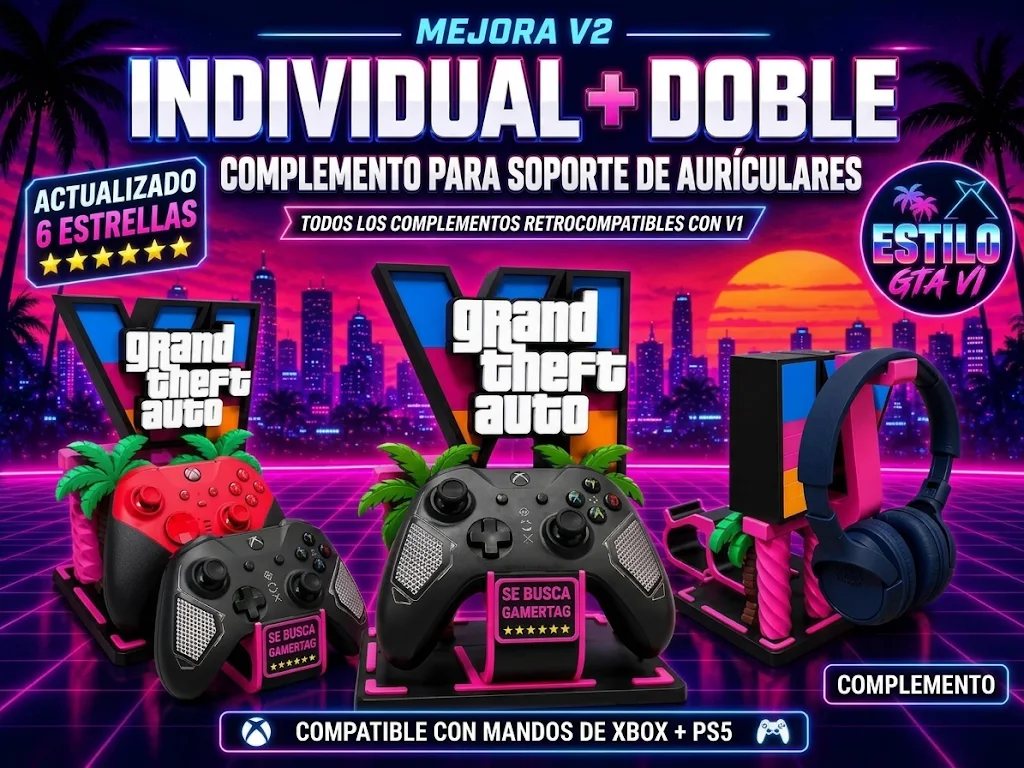 MEJORA V2
INDIVIDUAL + DOBLE
COMPLEMENTO PARA SOPORTE DE AURÍCULARES
TODOS LOS COMPLEMENTOS RETROCOMPATIBLES CON V1
ACTUALIZADO
6 ESTRELLAS
ESTILO
GTA VI
grand
theft
auto
grand
theft
auto
SE BUSCA
GAMERTAG
SE BUSCA
GAMERTAG
COMPLEMENTO
COMPATIBLE CON MANDOS DE XBOX + PS5